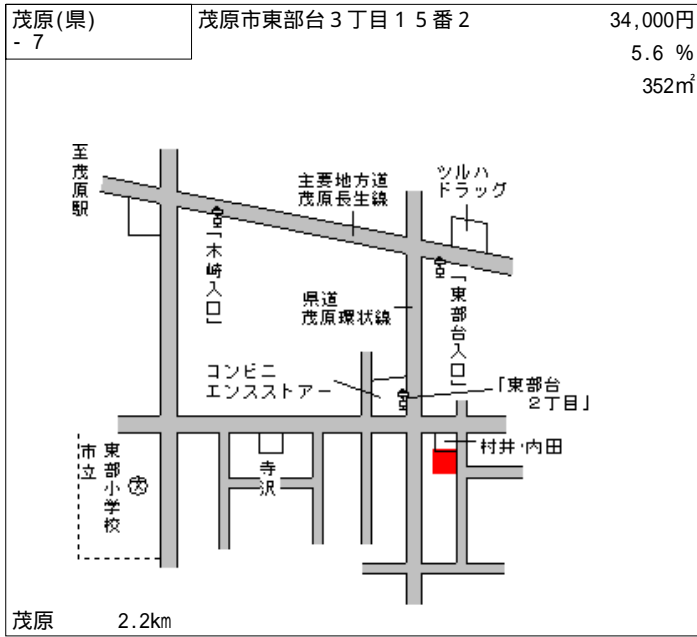 茂原(県)
- 7
茂原市東部台３丁目１５番２
34,000円
5.6 %
352㎡
至茂原駅
主要地方道
茂原長生線
ツルハ
ドラッグ
「木崎入口」
「東部台入口」
県道
茂原環状線
コンビニ
エンスストアー
「東部台
2丁目」
村井・内田
寺沢
市立
東部小学校
文
茂原 2.2km